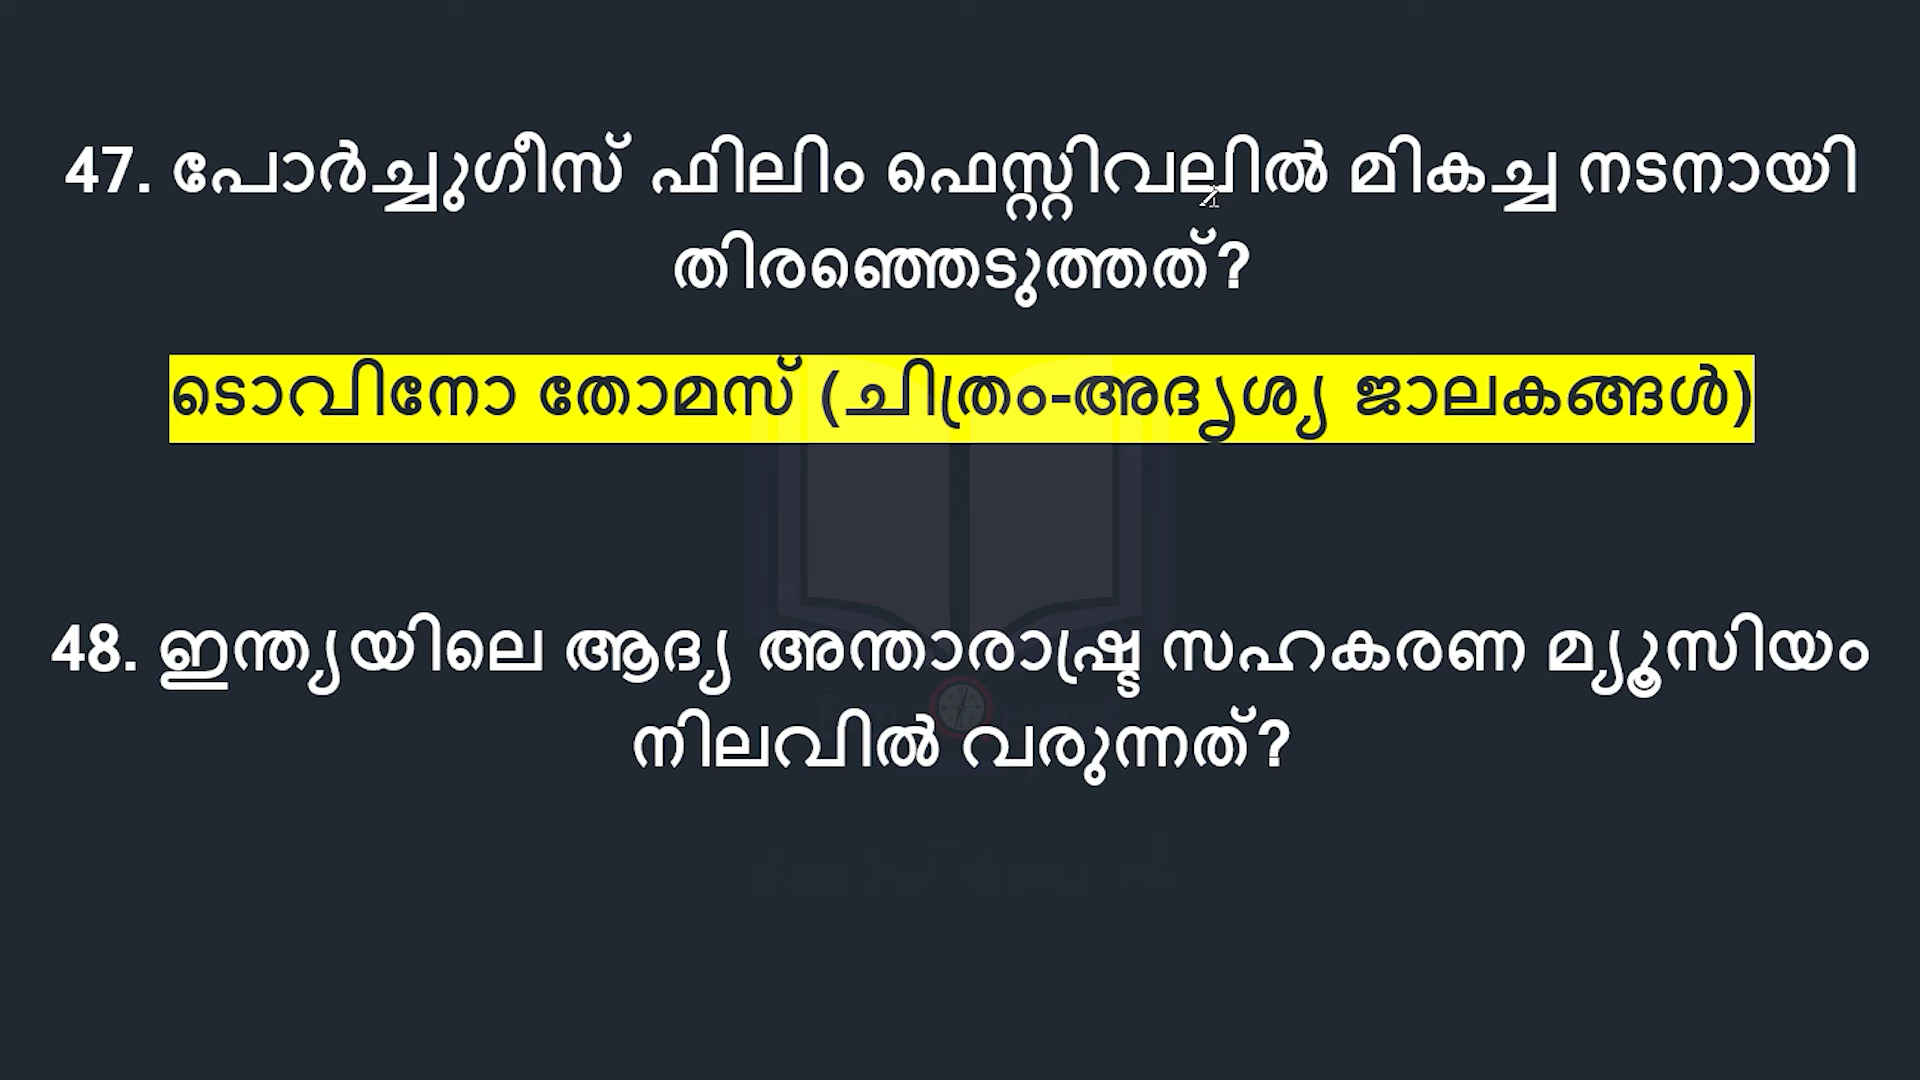 47. പോർച്ചുഗീസ് ഫിലിം ഫെസ്റ്റിവല്ലിൽ മികച്ച നടനായി
തിരഞ്ഞെടുത്തത്?
ടൊവിനോ തോമസ് (ചിത്രം-അദൃശ്യ ജാലകങ്ങൾ)
48. ഇന്ത്യയിലെ ആദ്യ അന്താരാഷ്ട്ര സഹകരണ മ്യൂസിയം
നിലവിൽ വരുന്നത്?